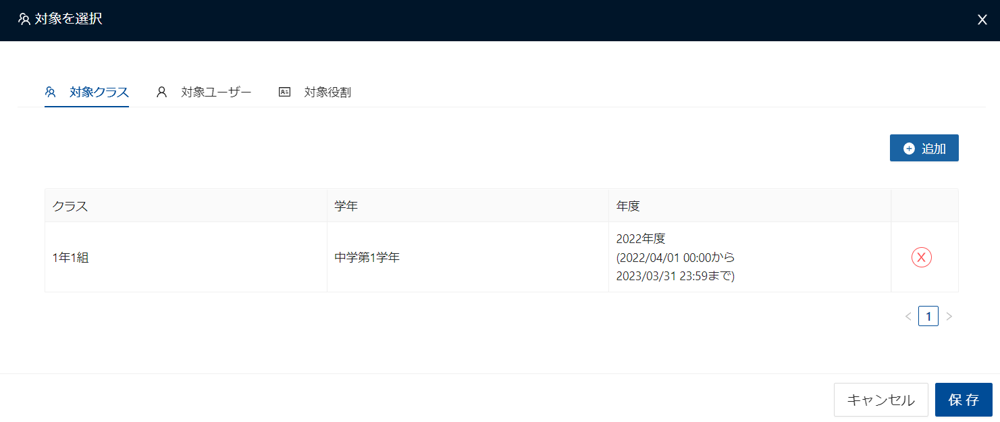 対象を選択
対象クラス
対象ユーザー
対象役割
追加
クラス 学年 年度
1年1組 中学第1学年 2022年度
(2022/04/01 00:00から
2023/03/31 23:59まで)
1
キャンセル 保存